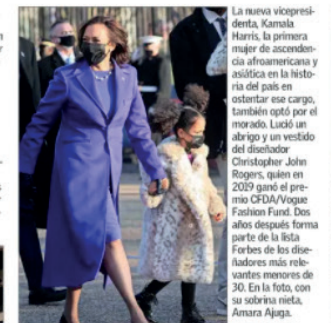 La nueva vicepresi-
denta, Kamala
Harris, la primera
mujer de ascenden-
cia afroamericana y
asiática en la histo-
ria del país en
ostentar ese cargo,
también optó por el
morado. Lució un
abrigo y un vestido
del diseñador
Christopher John
Rogers, quien en
2019 ganó el pre-
mio CFDA/Vogue
Fashion Fund. Dos
años después forma
parte de la lista
Forbes de los dise-
ñadores más rele-
vantes menores de
30. En la foto, con
su sobrina nieta,
Amara Ajuga.